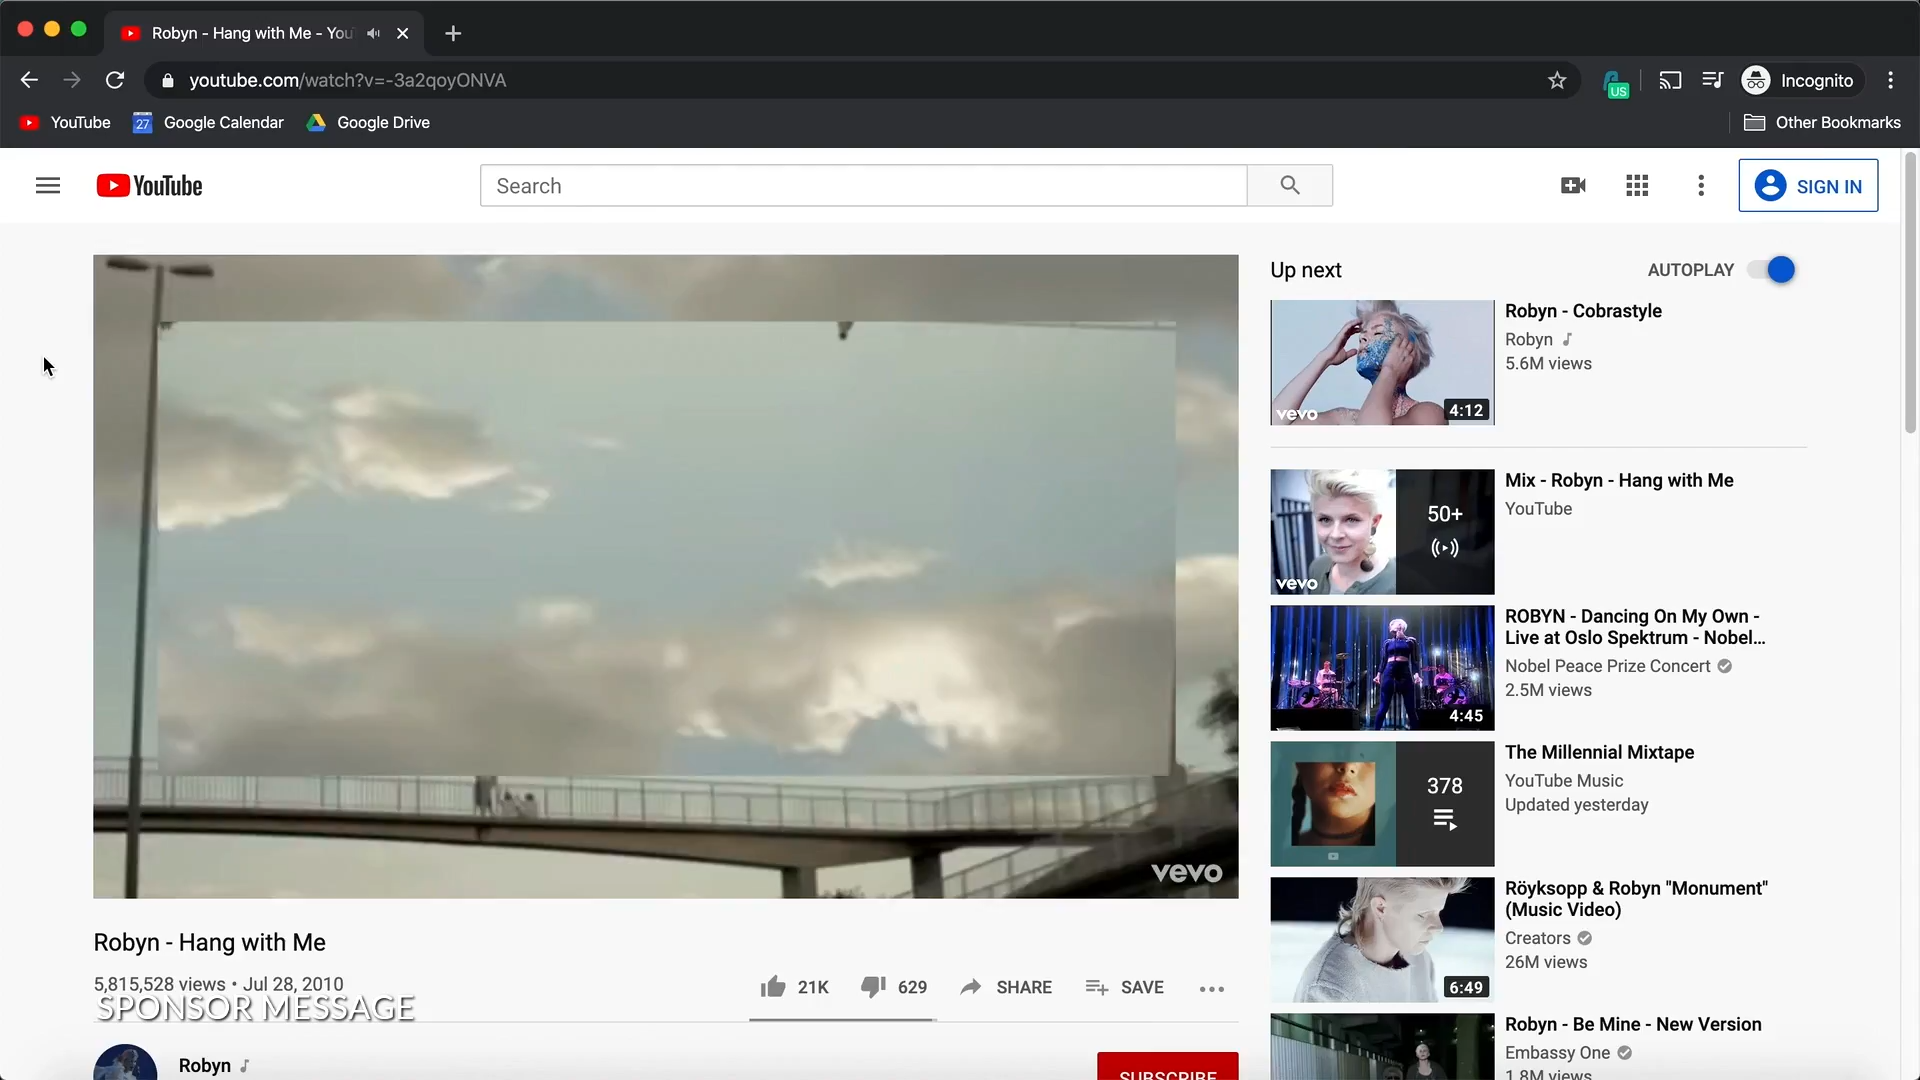 Robyn - Hang with Me - You
youtube.com/watch?v=-3a2qoyONVA
US
Incognito
YouTube
27
Google Calendar
Google Drive
Other Bookmarks
YouTube
Search
SIGN IN
Up next
AUTOPLAY
Robyn - Cobrastyle
Robyn
5.6M views
vevo
4:12
Mix - Robyn - Hang with Me
YouTube
50+
vevo
ROBYN - Dancing On My Own -
Live at Oslo Spektrum - Nobel...
Nobel Peace Prize Concert
2.5M views
4:45
The Millennial Mixtape
YouTube Music
Updated yesterday
378
vevo
Röyksopp & Robyn "Monument"
(Music Video)
Creators
26M views
6:49
Robyn - Hang with Me
5,815,528 views • Jul 28, 2010
21K
629
SHARE
SAVE
SPONSOR MESSAGE
Robyn - Be Mine - New Version
Embassy One
1.8M views
Robyn
SUBSCRIBE